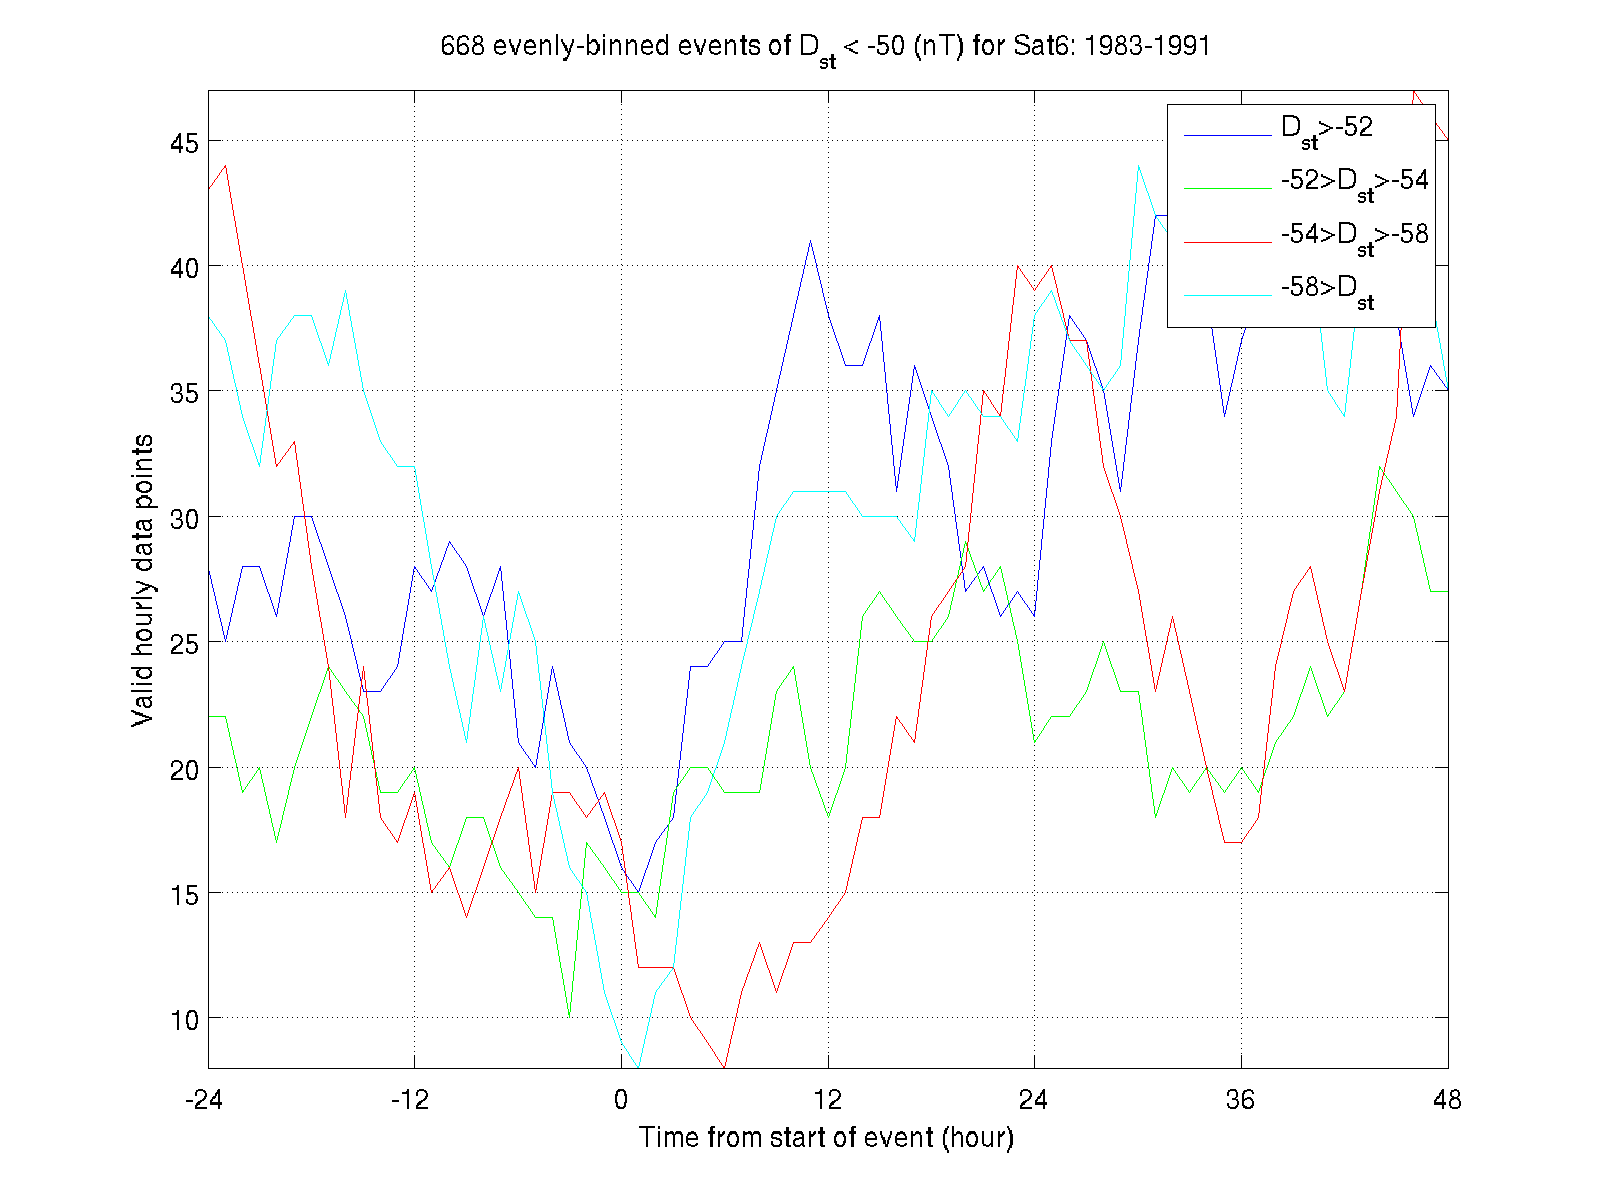 668 evenly-binned events of Dst < -50 (nT) for Sat6: 1983-1991
Dst>-52
-52>Dst>-54
-54>Dst>-58
-58>Dst
45
40
35
30
25
20
15
10
Valid hourly data points
-24 -12 0 12 24 36 48
Time from start of event (hour)